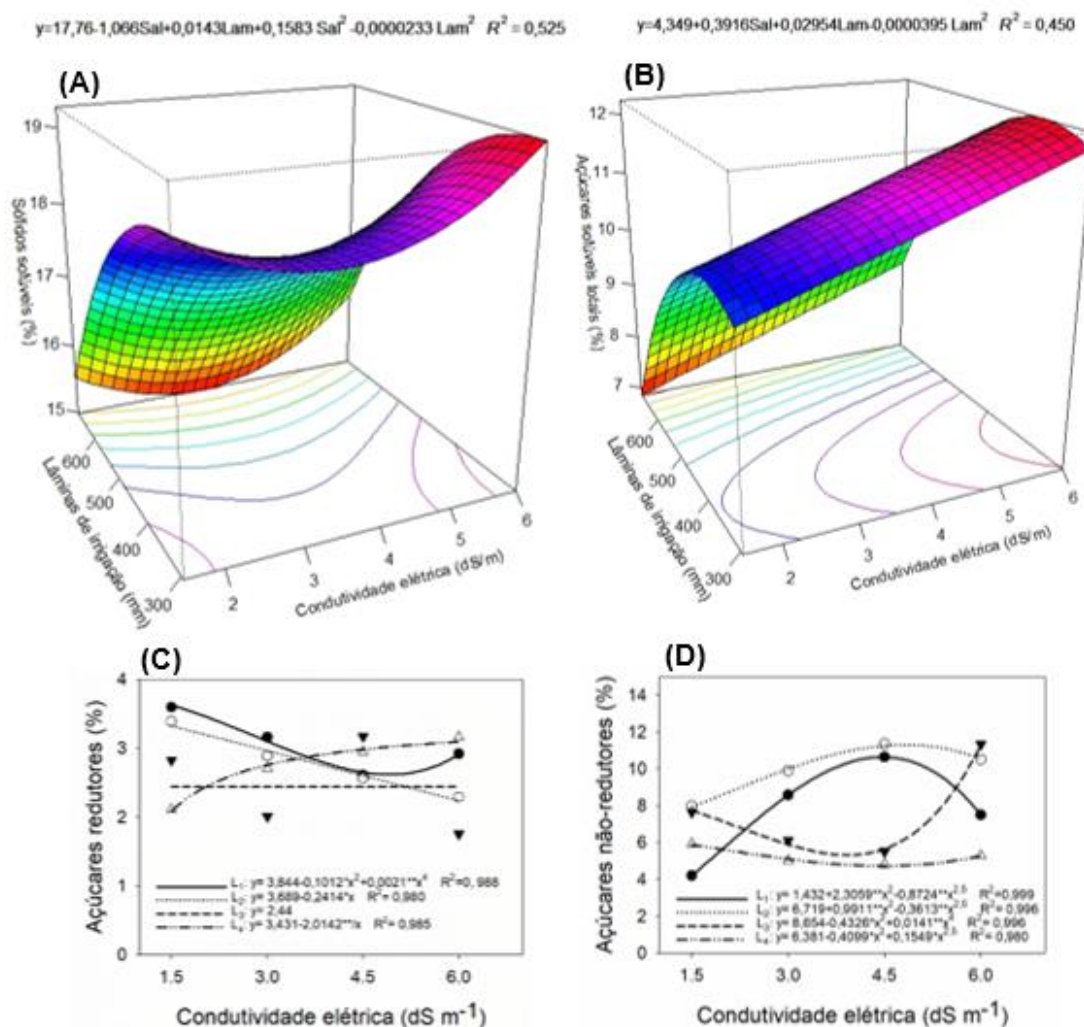 y=17,76-1,066Sal+0,0143Lam+0,1583 Sal² -0,0000233 Lam² R² = 0,525
y=4,349+0,3916Sal+0,02954Lam-0,0000395 Lam² R² = 0,450
(A)
19
18
17
16
15
Sólidos solúveis (%)
600
500
400
300
Lâminas de irrigação (mm)
2
3
4
5
6
Condutividade elétrica (dS/m)
(B)
12
11
10
9
8
7
Açúcares solúveis totais (%)
600
500
400
300
Lâminas de irrigação (mm)
2
3
4
5
6
Condutividade elétrica (dS/m)
(C)
4
3
2
1
0
Açúcares redutores (%)
L₁: y= 3,844-0,1012*x²+0,0021**x⁴ R²=0,988
L₂: y= 3,689-0,2414*x R²= 0,980
L₃: y= 2,44
L₄: y= 3,431-2,0142**/x R²= 0,985
1.5 3.0 4.5 6.0
Condutividade elétrica (dS m⁻¹)
(D)
14
12
10
8
6
4
2
0
Açúcares não-redutores (%)
L₁: y= 1,432+2,3059**x²-0,8724**x²,⁵ R²=0,999
L₂: y= 6,719+0,9911**x²-0,3613**x²,⁵ R²= 0,996
L₃: y= 8,654-0,4326*x²+0,0141**x⁴ R²= 0,996
L₄: y= 6,381-0,4099*x²+0,1549*x²,⁵ R²= 0,980
1.5 3.0 4.5 6.0
Condutividade elétrica (dS m⁻¹)